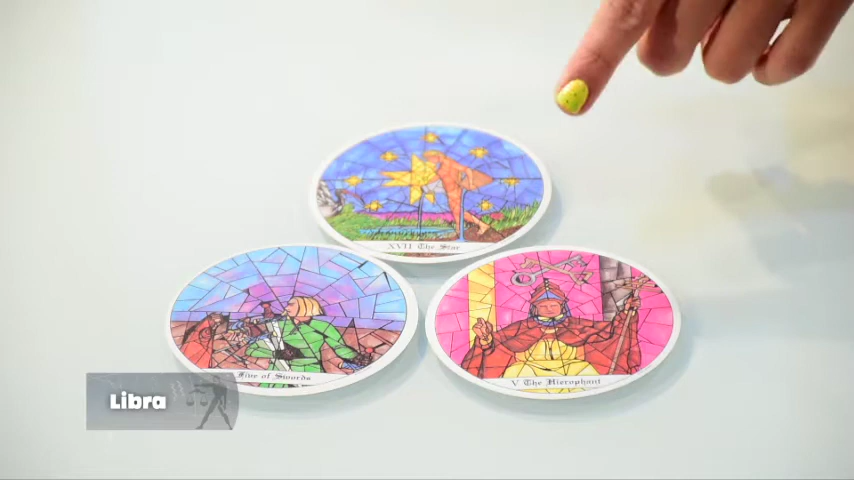 XVII The Star
Five of Swords
V The Hierophant
Libra